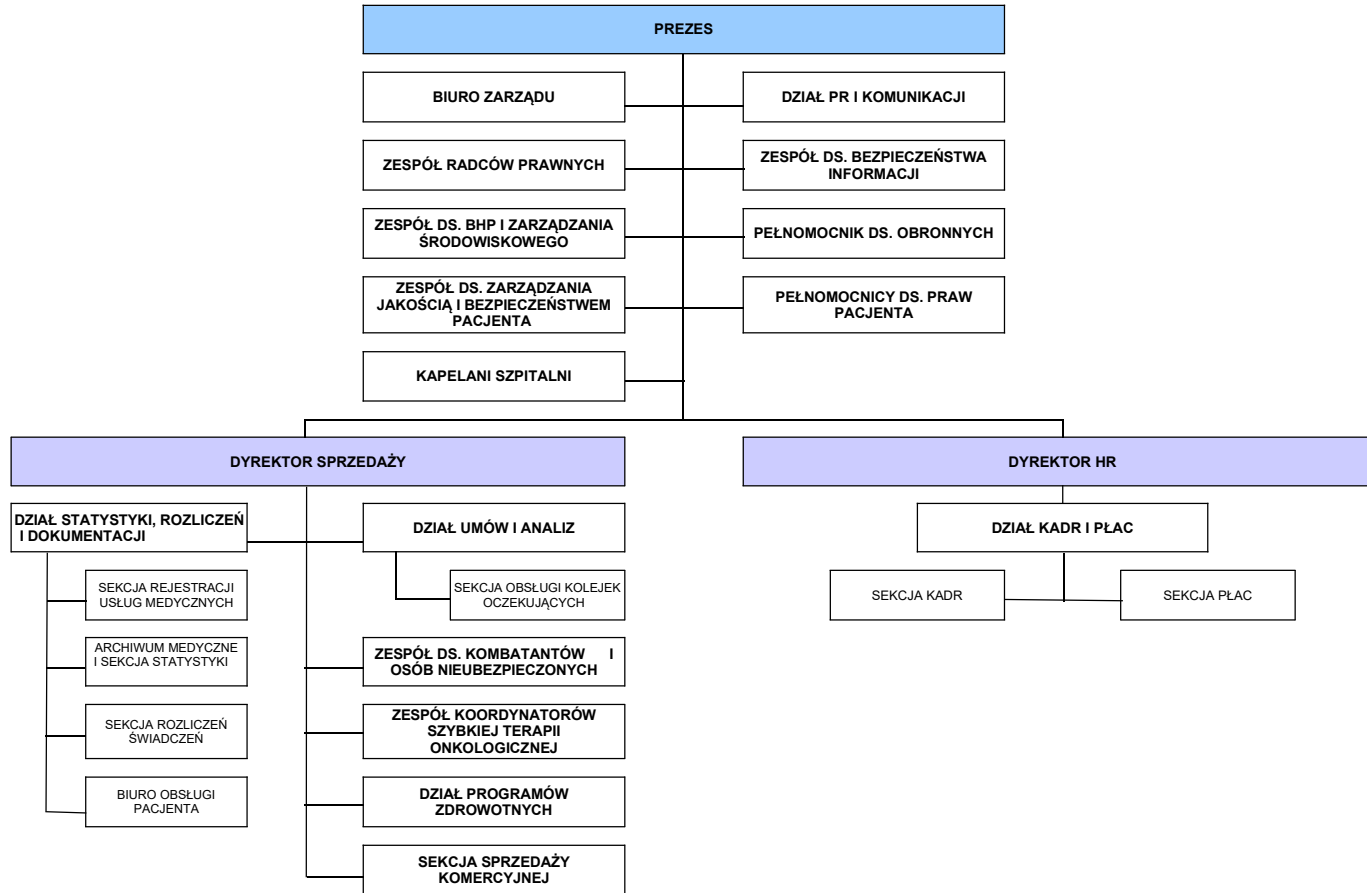 PREZES
BIURO ZARZĄDU
DZIAŁ PR I KOMUNIKACJI
ZESPÓŁ RADCÓW PRAWNYCH
ZESPÓŁ DS. BEZPIECZEŃSTWA
INFORMACJI
ZESPÓŁ DS. BHP I ZARZĄDZANIA
ŚRODOWISKOWEGO
PEŁNOMOCNIK DS. OBRONNYCH
ZESPÓŁ DS. ZARZĄDZANIA
JAKOŚCIĄ I BEZPIECZEŃSTWEM
PACJENTA
PEŁNOMOCNICY DS. PRAW
PACJENTA
KAPELANI SZPITALNI
DYREKTOR SPRZEDAŻY
DYREKTOR HR
DZIAŁ STATYSTYKI, ROZLICZEŃ
I DOKUMENTACJI
DZIAŁ UMÓW I ANALIZ
DZIAŁ KADR I PŁAC
SEKCJA REJESTRACJI
USŁUG MEDYCZNYCH
SEKCJA OBSŁUGI KOLEJEK
OCZEKUJĄCYCH
SEKCJA KADR
SEKCJA PŁAC
ARCHIWUM MEDYCZNE
I SEKCJA STATYSTYKI
ZESPÓŁ DS. KOMBATANTÓW I
OSÓB NIEUBEZPIECZONYCH
SEKCJA ROZLICZEŃ
ŚWIADCZEŃ
ZESPÓŁ KOORDYNATORÓW
SZYBKIEJ TERAPII
ONKOLOGICZNEJ
BIURO OBSŁUGI
PACJENTA
DZIAŁ PROGRAMÓW
ZDROWOTNYCH
SEKCJA SPRZEDAŻY
KOMERCYJNEJ